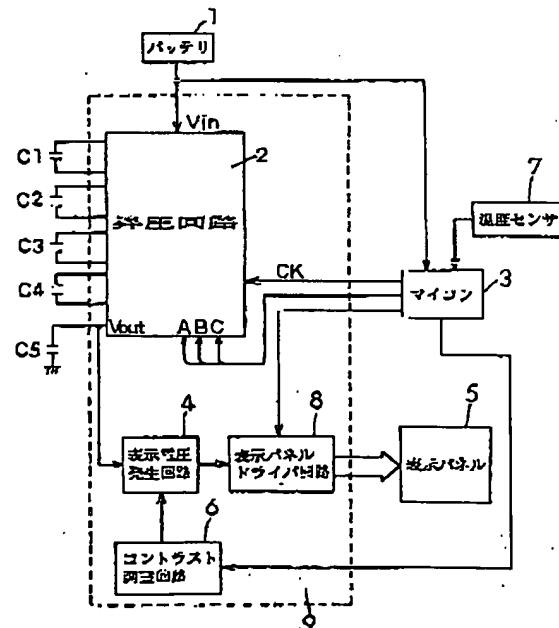 1
バッテリ
Vin
2
C1
C2
C3
C4
C5
昇圧回路
7
温度センサ
CK
マイコン
3
Vout
A B C
4
表示電圧
発生回路
8
表示パネル
ドライバ回路
5
表示パネル
6
コントラスト
調整回路
9